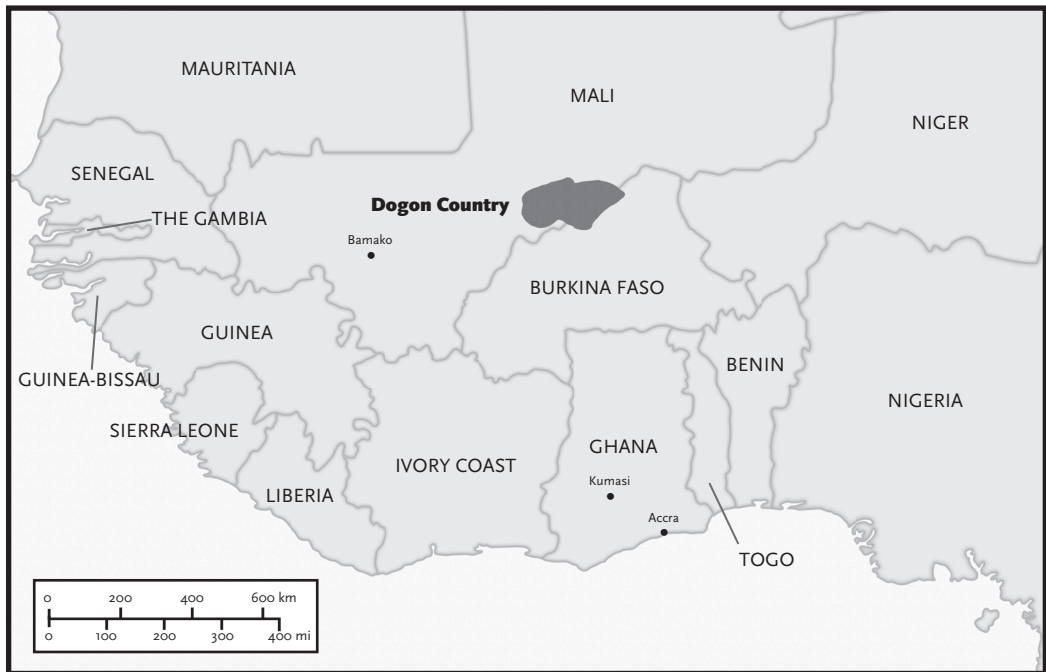 MAURITANIA
MALI
NIGER
SENEGAL
Dogon Country
THE GAMBIA
Bamako
BURKINA FASO
GUINEA
BENIN
GUINEA-BISSAU
NIGERIA
SIERRA LEONE
GHANA
IVORY COAST
Kumasi
LIBERIA
Accra
TOGO
0 200 400 600 km
0 100 200 300 400 mi